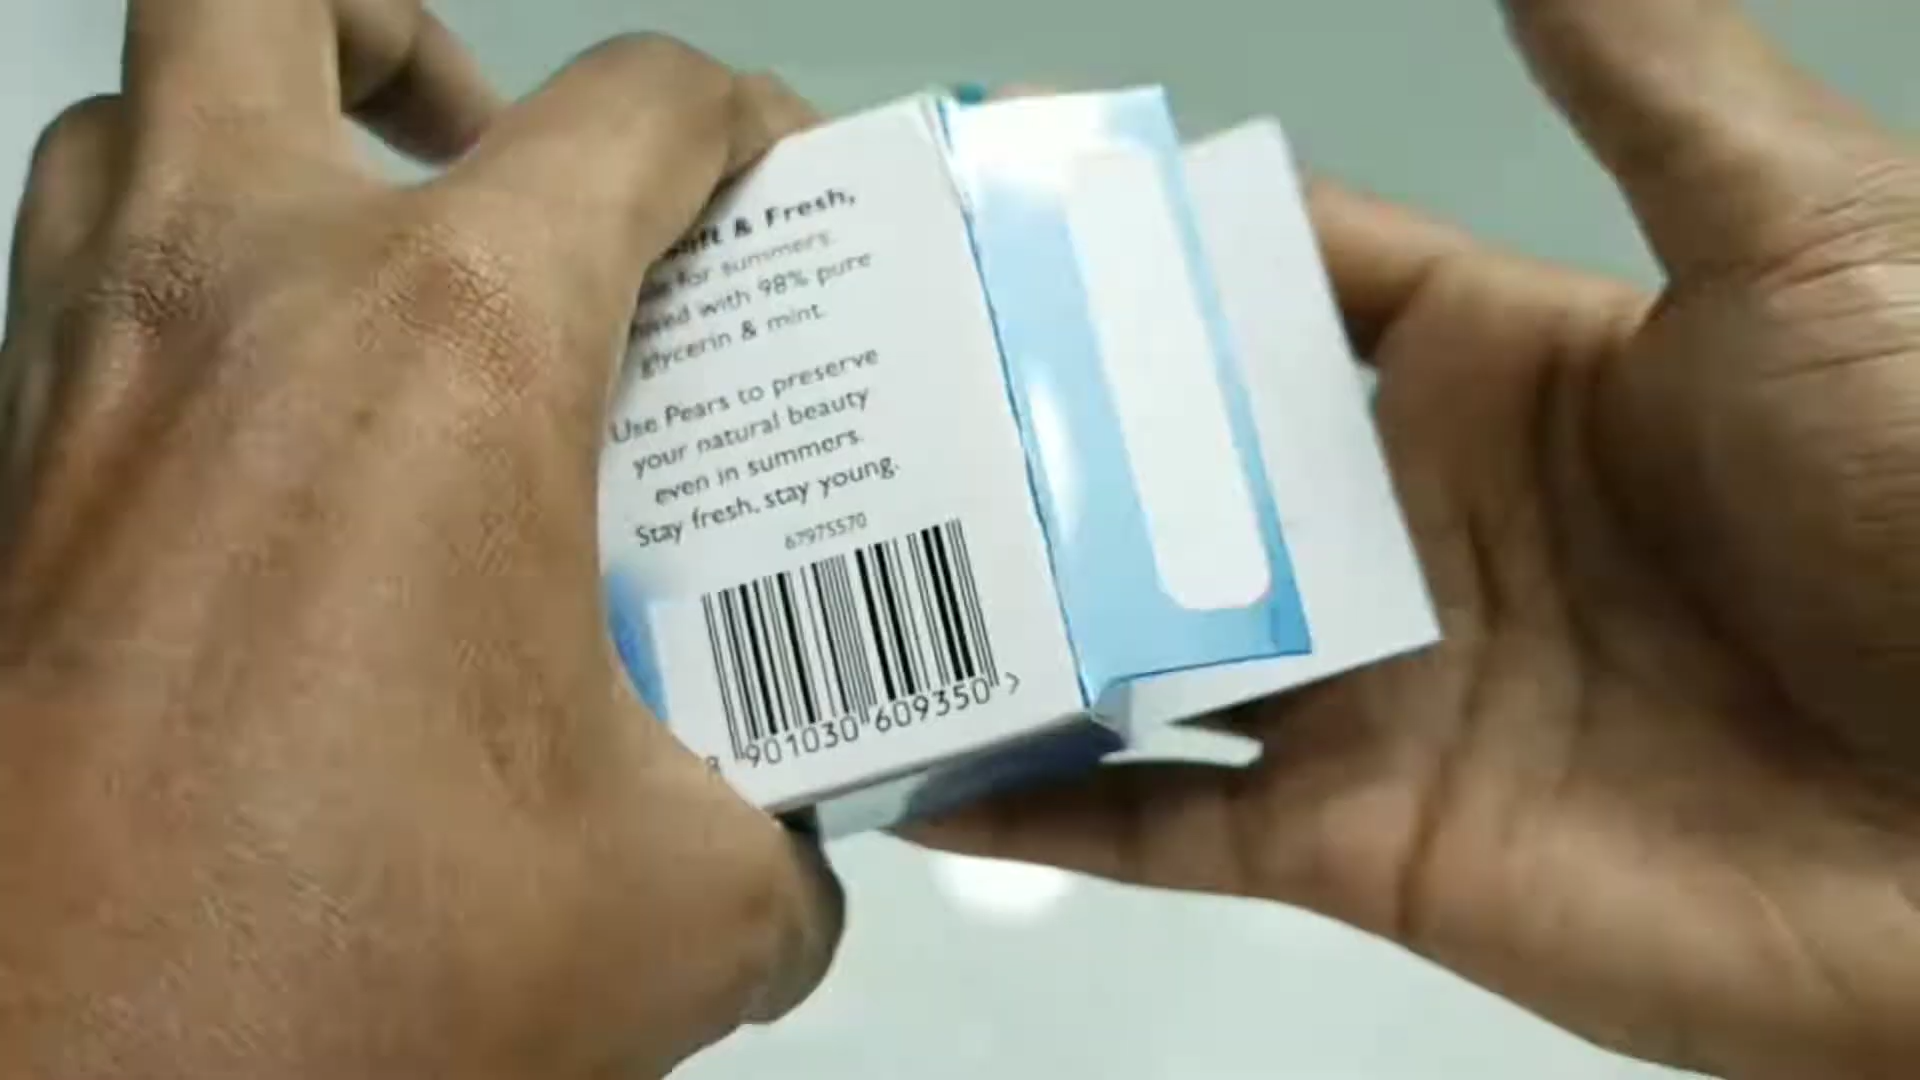 & Fresh,
for summers.
with 98% pure
glycerin & mint.
Use Pears to preserve
your natural beauty
even in summers.
Stay fresh, stay young.
67975570
8 901030 609350 >